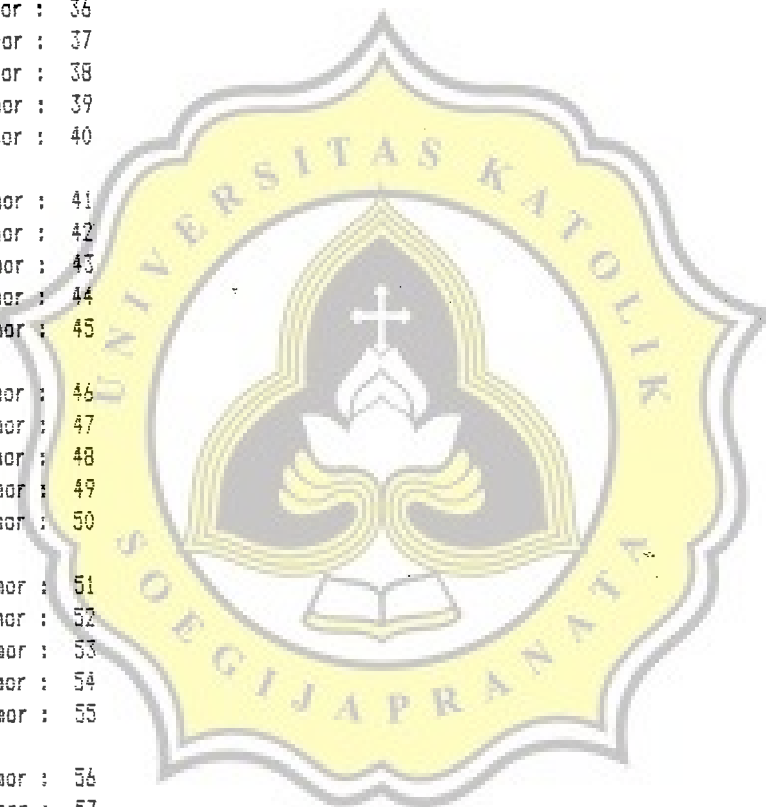 or : 36
or : 37
or : 38
or : 39
or : 40
or : 41
or : 42
or : 43
or : 44
or : 45
or : 46
or : 47
or : 48
or : 49
or : 50
or : 51
or : 52
or : 53
or : 54
or : 55
or : 56
57
UNIVERSITAS KATOLIK
SOEGIJAPRANATA